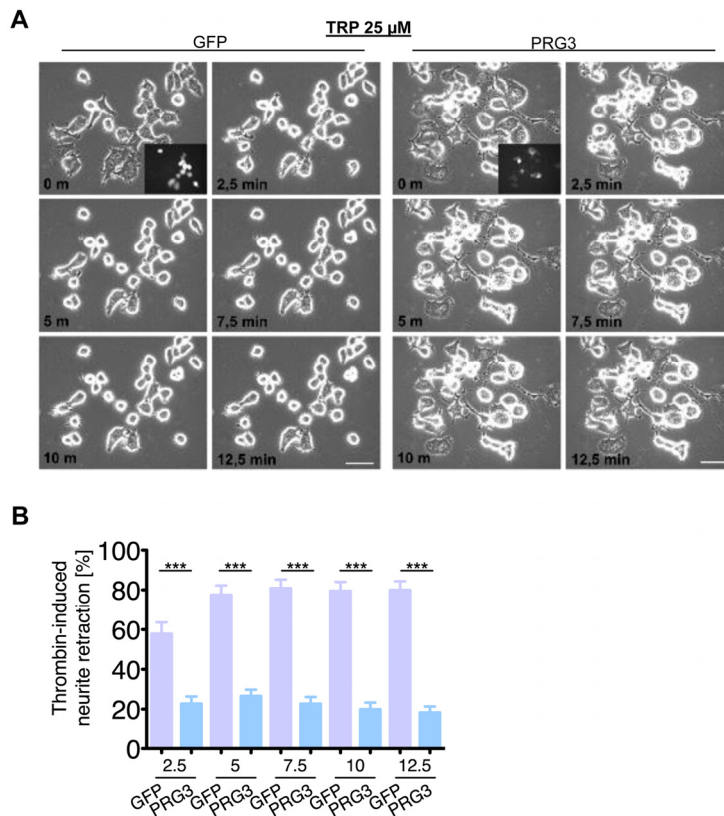 A
TRP 25 µM
GFP PRG3
0 m 2,5 min 0 m 2,5 min
5 m 7,5 min 5 m 7,5 min
10 m 12,5 min 10 m 12,5 min
B
Thrombin-induced
neurite retraction [%]
100
80
60
40
20
0
*** *** *** *** ***
2.5 5 7.5 10 12.5
GFP PRG3 GFP PRG3 GFP PRG3 GFP PRG3 GFP PRG3